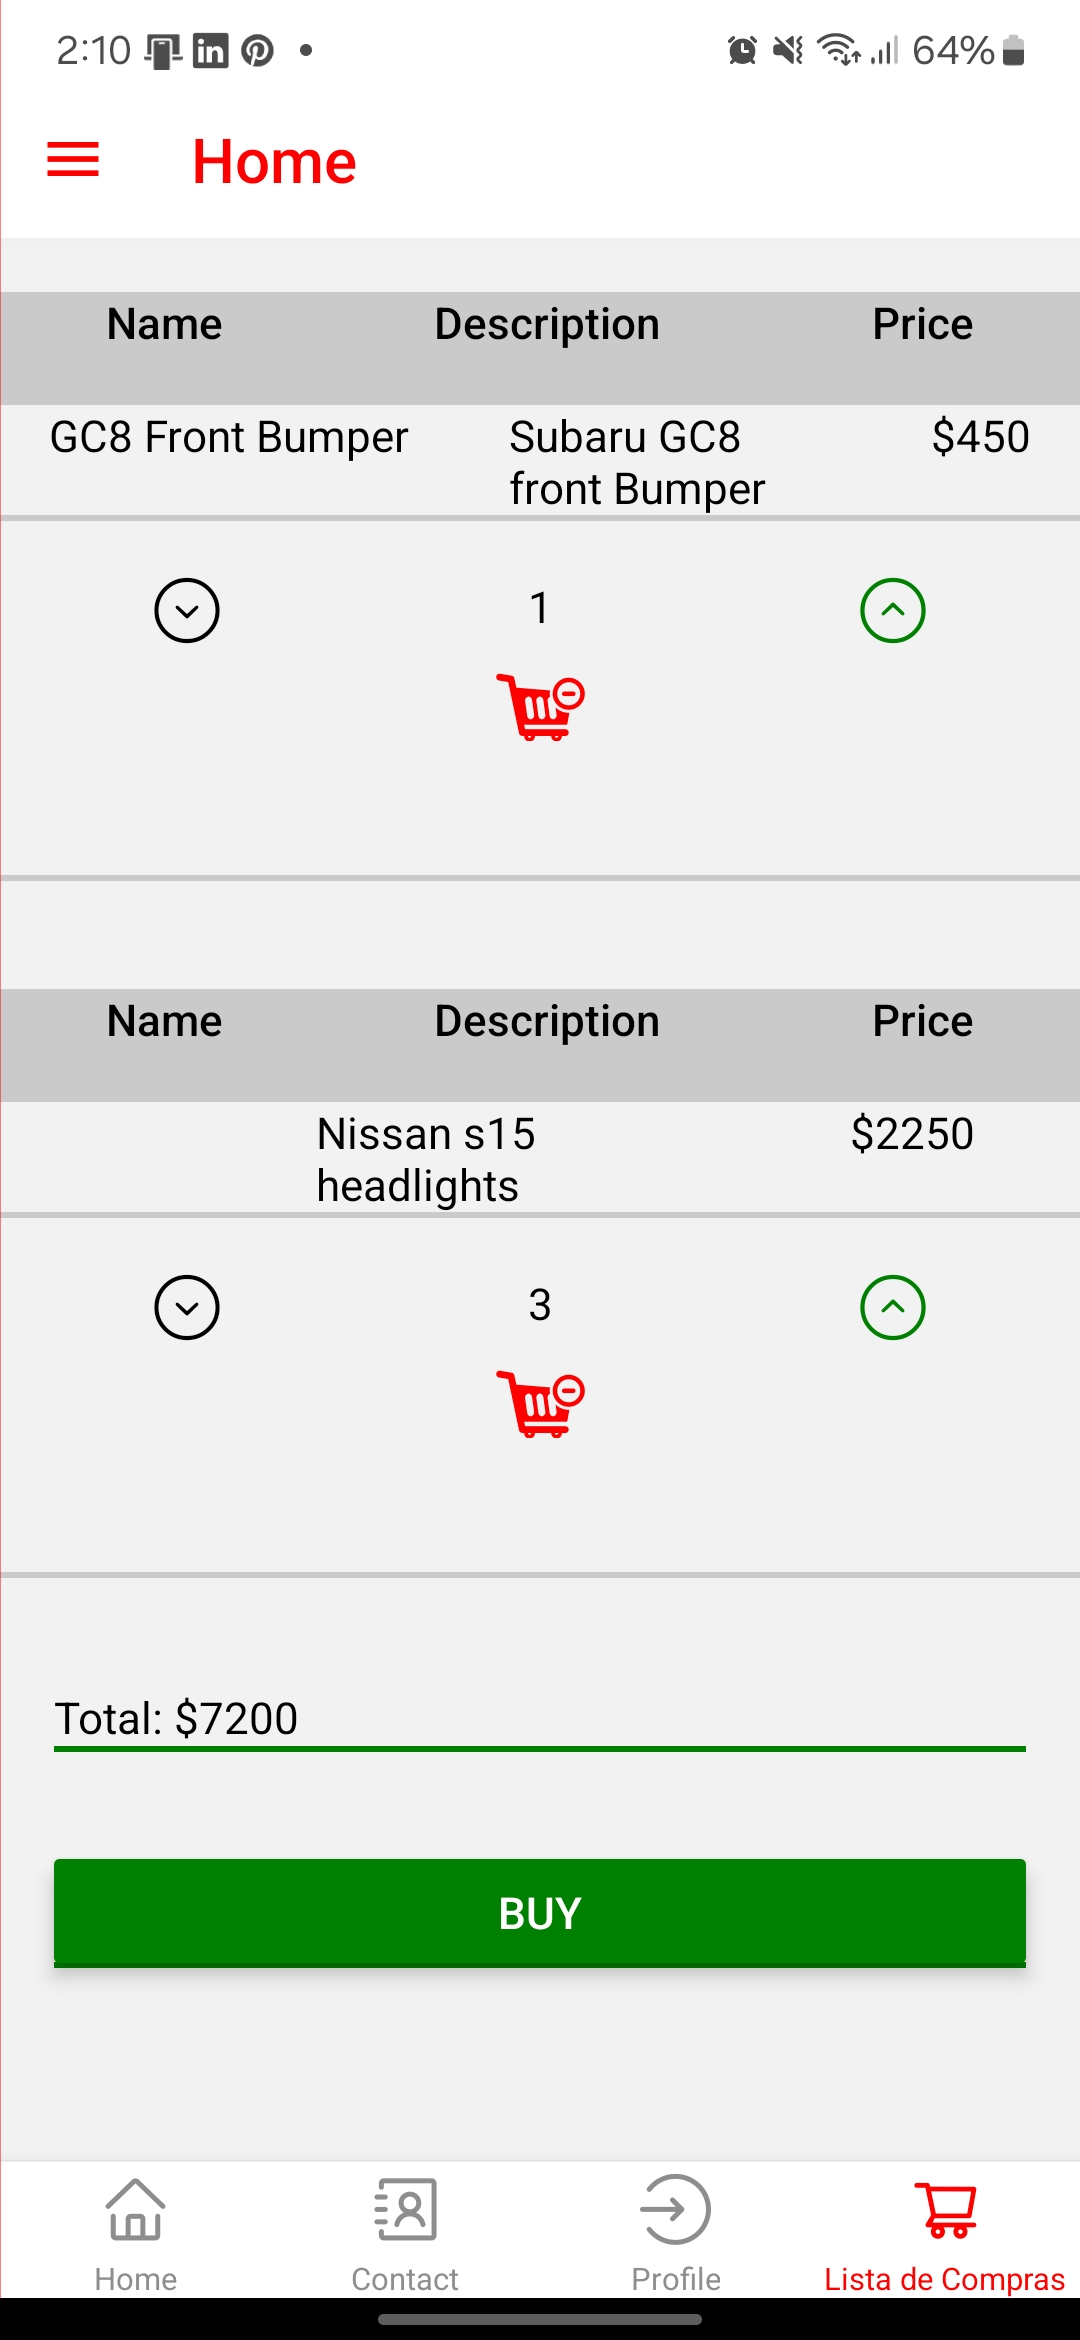 2:10
64%
Home
Name Description Price
GC8 Front Bumper Subaru GC8 $450
front Bumper
1
Name Description Price
Nissan s15 $2250
headlights
3
Total: $7200
BUY
Home Contact Profile Lista de Compras